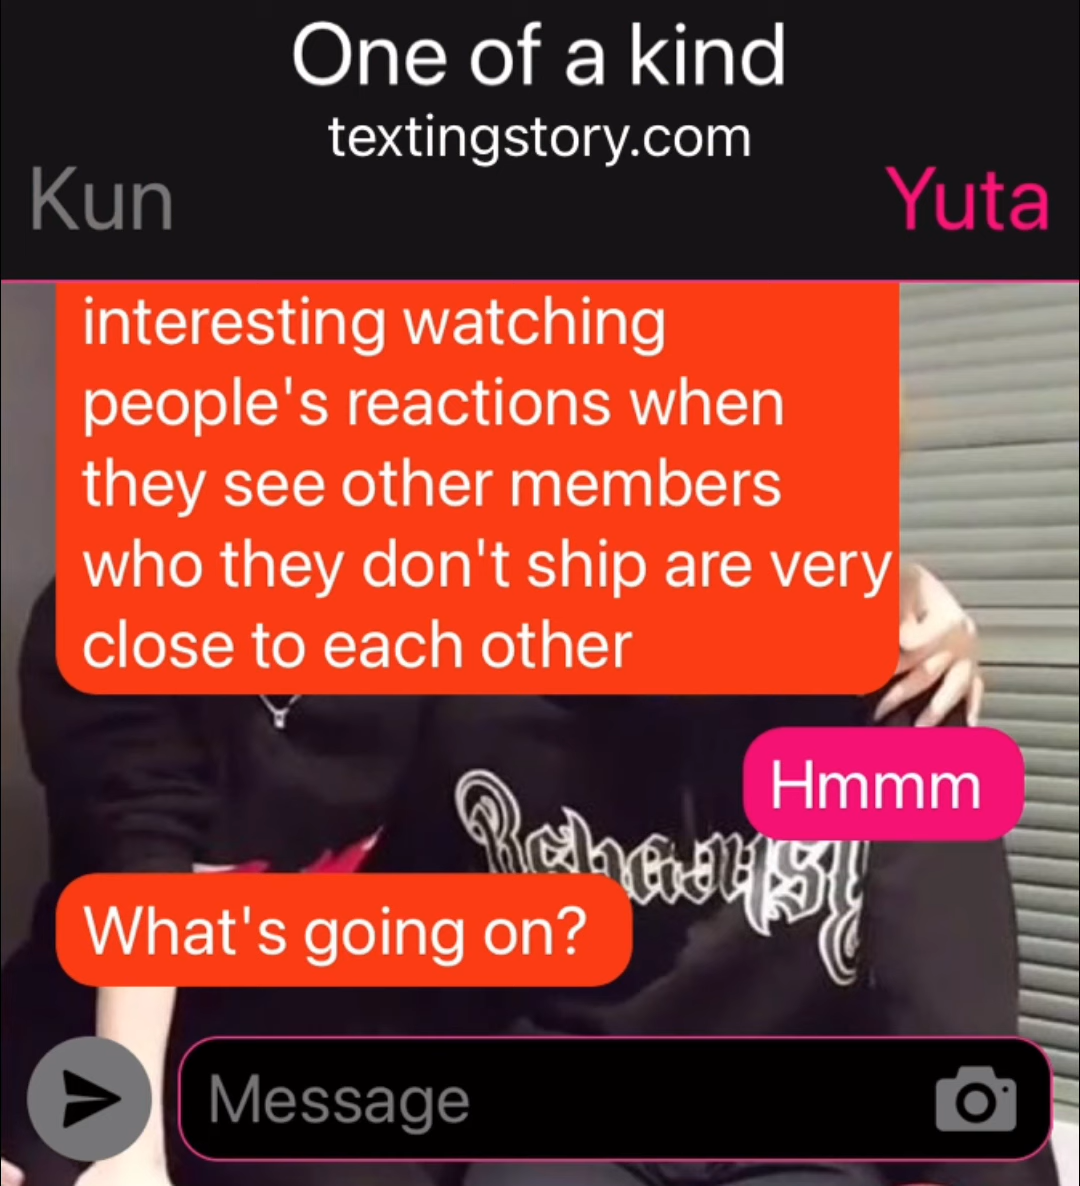 One of a kind
textingstory.com
Kun
Yuta
interesting watching
people's reactions when
they see other members
who they don't ship are very
close to each other
Hmmm
What's going on?
Message